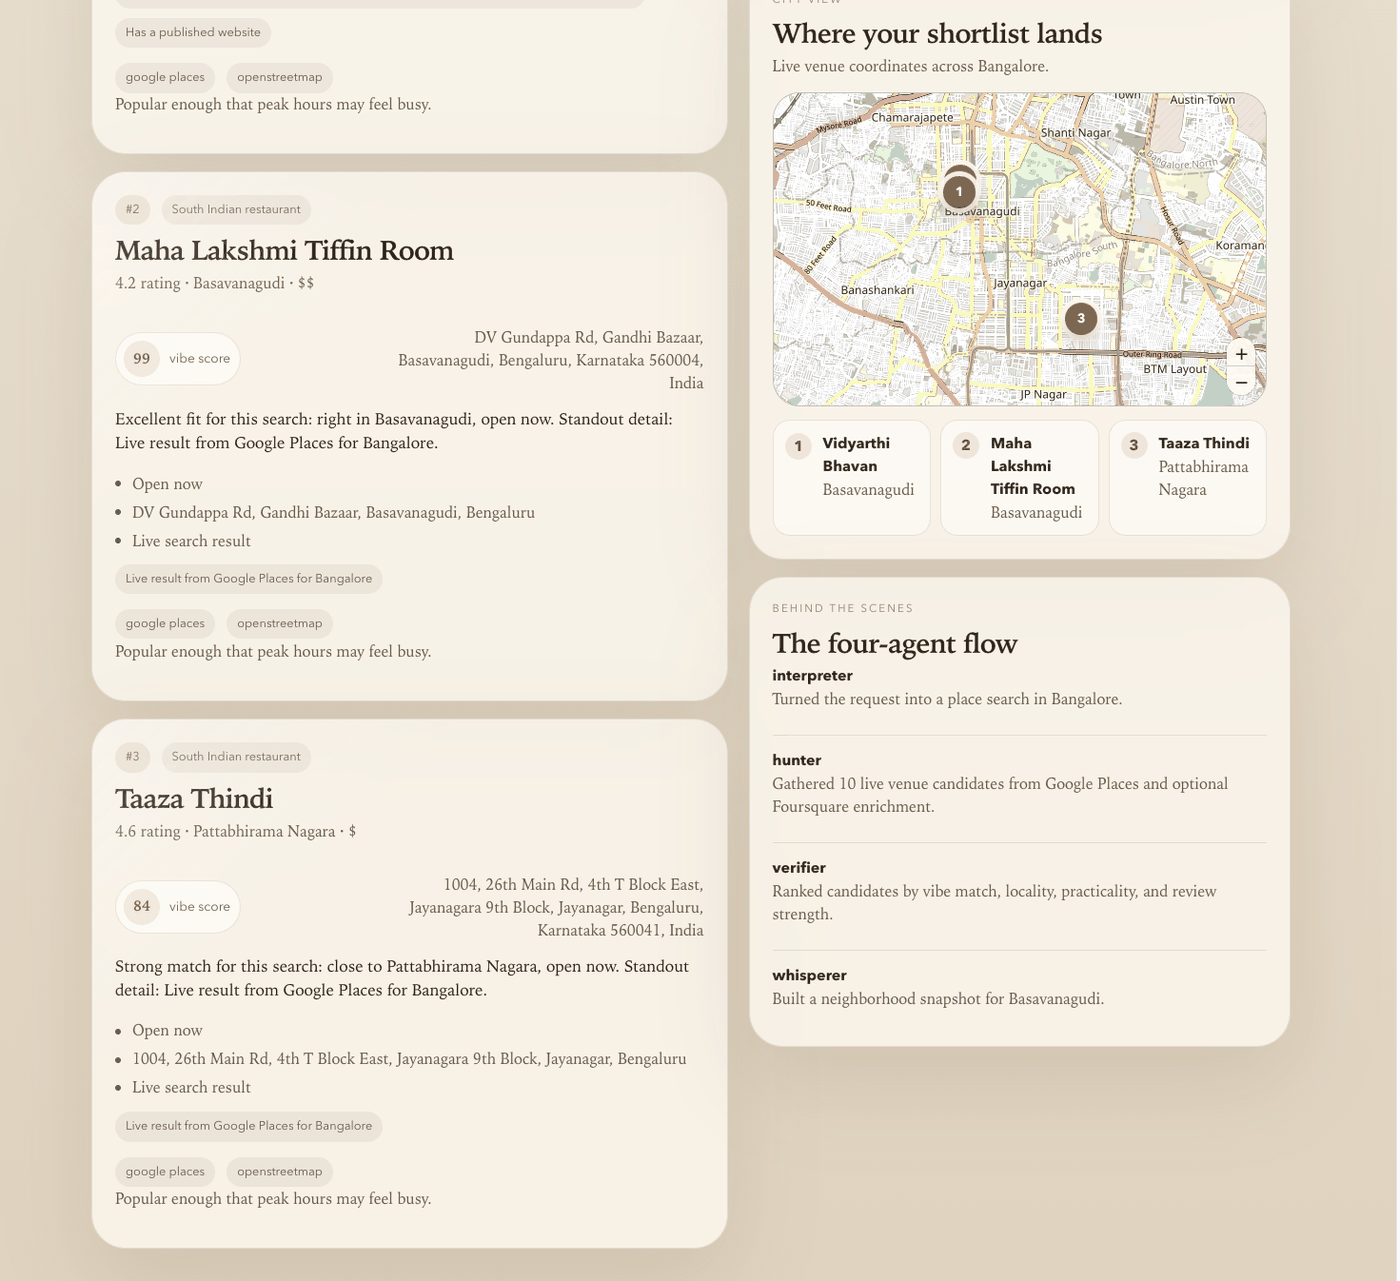 Has a published website
google places
openstreetmap
Popular enough that peak hours may feel busy.
#2
South Indian restaurant
Maha Lakshmi Tiffin Room
4.2 rating · Basavanagudi · $$
99
vibe score
DV Gundappa Rd, Gandhi Bazaar,
Basavanagudi, Bengaluru, Karnataka 560004,
India
Excellent fit for this search: right in Basavanagudi, open now. Standout detail:
Live result from Google Places for Bangalore.
• Open now
• DV Gundappa Rd, Gandhi Bazaar, Basavanagudi, Bengaluru
• Live search result
Live result from Google Places for Bangalore
google places
openstreetmap
Popular enough that peak hours may feel busy.
#3
South Indian restaurant
Taaza Thindi
4.6 rating · Pattabhirama Nagara · $
84
vibe score
1004, 26th Main Rd, 4th T Block East,
Jayanagara 9th Block, Jayanagar, Bengaluru,
Karnataka 560041, India
Strong match for this search: close to Pattabhirama Nagara, open now. Standout
detail: Live result from Google Places for Bangalore.
• Open now
• 1004, 26th Main Rd, 4th T Block East, Jayanagara 9th Block, Jayanagar, Bengaluru
• Live search result
Live result from Google Places for Bangalore
google places
openstreetmap
Popular enough that peak hours may feel busy.
CITY VIEW
Where your shortlist lands
Live venue coordinates across Bangalore.
Town
Austin Town
Chamarajapete
Mysore Road
Shanti Nagar
Bangalore North
1
50 Feet Road
Basavanagudi
Hosur Road
80 Feet Road
Bangalore South
Koraman
Banashankari
Jayanagar
3
Outer Ring Road
BTM Layout
JP Nagar
+
−
1
Vidyarthi
Bhavan
Basavanagudi
2
Maha
Lakshmi
Tiffin Room
Basavanagudi
3
Taaza Thindi
Pattabhirama
Nagara
BEHIND THE SCENES
The four-agent flow
interpreter
Turned the request into a place search in Bangalore.
hunter
Gathered 10 live venue candidates from Google Places and optional
Foursquare enrichment.
verifier
Ranked candidates by vibe match, locality, practicality, and review
strength.
whisperer
Built a neighborhood snapshot for Basavanagudi.